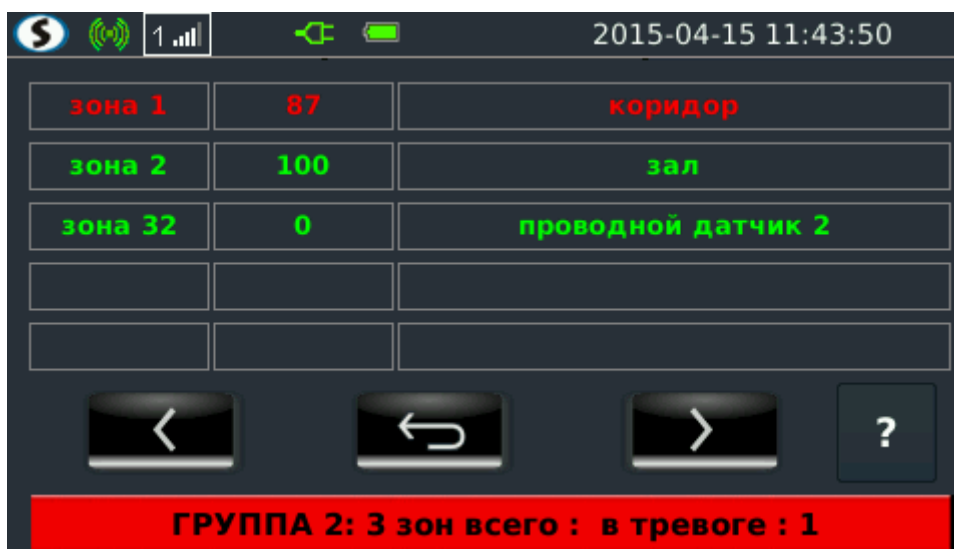 S 1 2015-04-15 11:43:50
зона 1 87 коридор
зона 2 100 зал
зона 32 0 проводной датчик 2
?
ГРУППА 2: 3 зон всего : в тревоге : 1